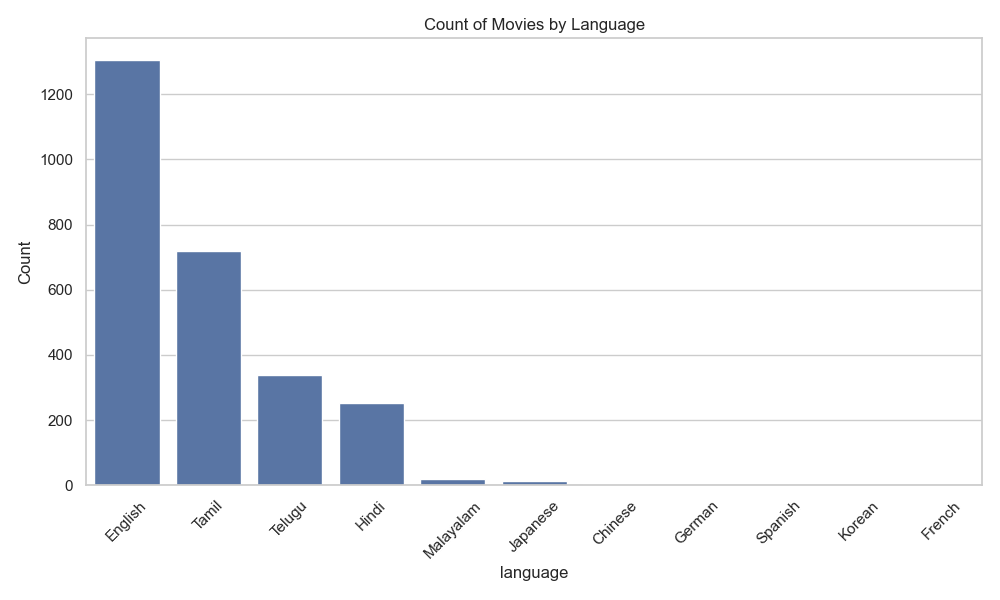 Count of Movies by Language
1200
1000
800
600
400
200
0
Count
English
Tamil
Telugu
Hindi
Malayalam
Japanese
Chinese
German
Spanish
Korean
French
language